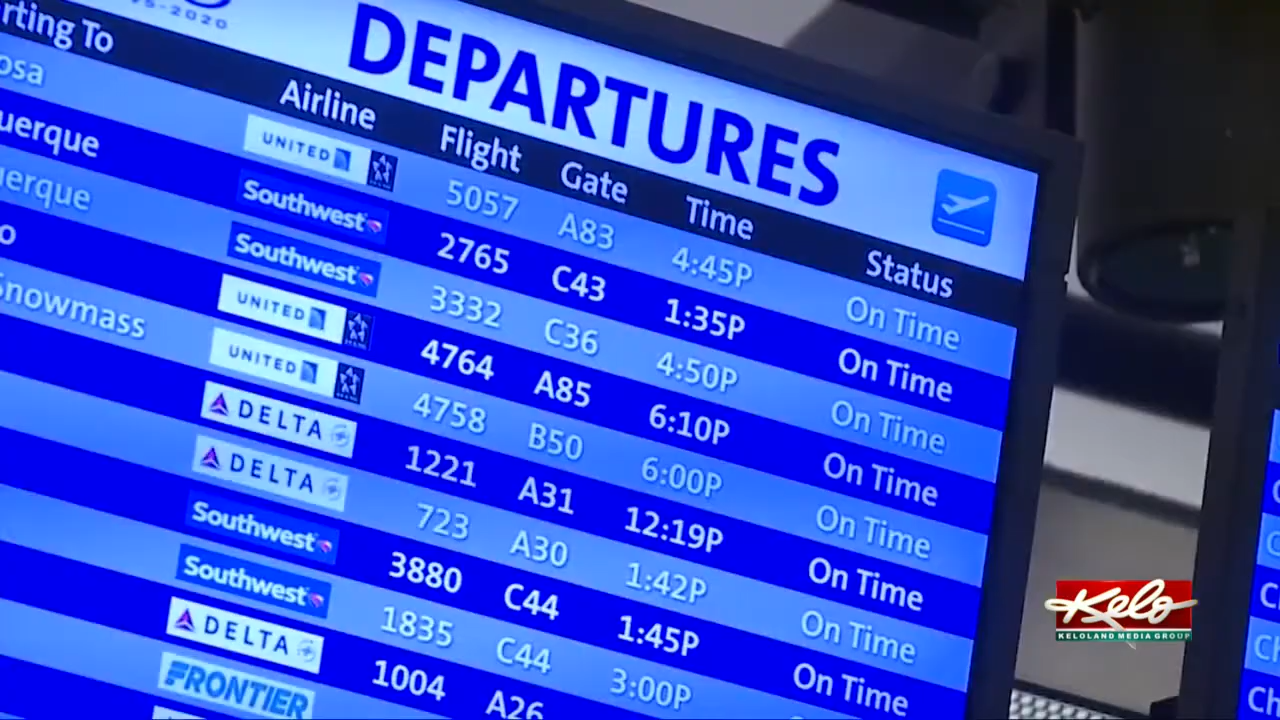 75-2020
DEPARTURES
rting To Airline Flight Gate Time Status
osa UNITED 5057 A83 4:45P On Time
uerque Southwest 2765 C43 1:35P On Time
uerque Southwest 3332 C36 4:50P On Time
o UNITED 4764 A85 6:10P On Time
Snowmass UNITED 4758 B50 6:00P On Time
DELTA 1221 A31 12:19P On Time
DELTA 723 A30 1:42P On Time
Southwest 3880 C44 1:45P On Time
Southwest 1835 C44 3:00P
DELTA 1004 A26
FRONTIER
Kelo
KELOLAND MEDIA GROUP